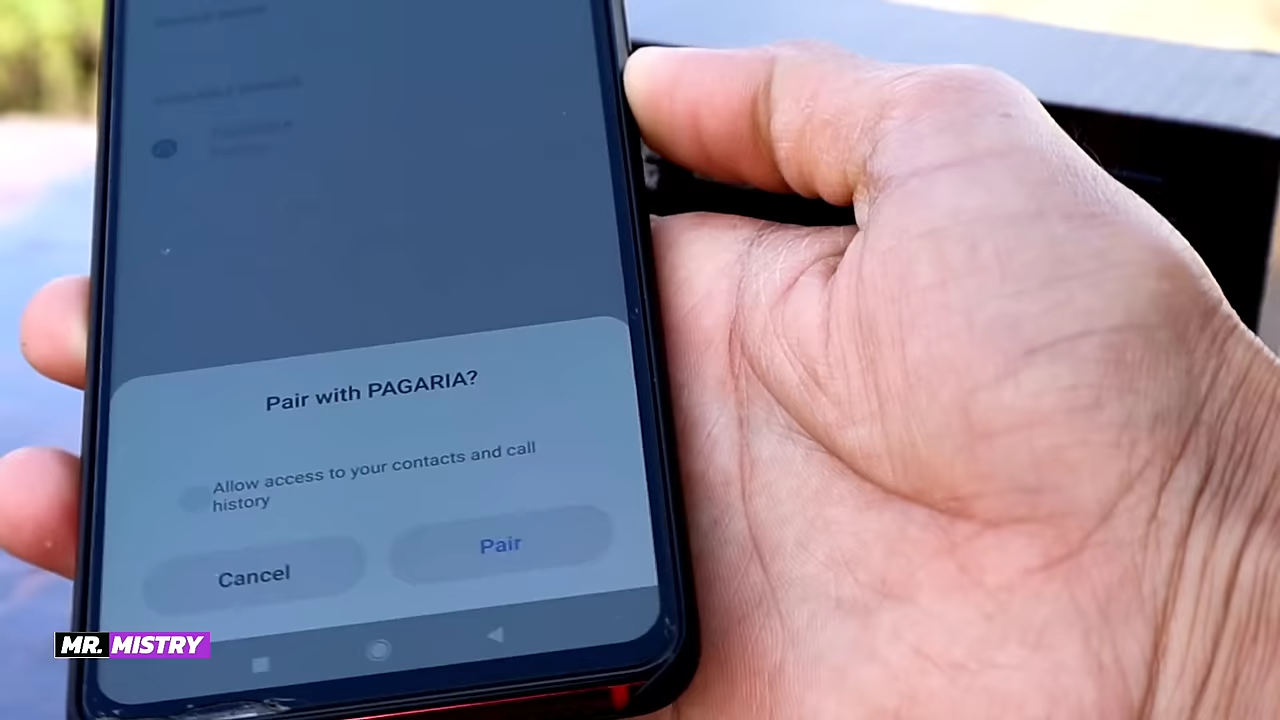 Pair with PAGARIA?
Allow access to your contacts and call
history
Cancel
Pair
MR. MISTRY